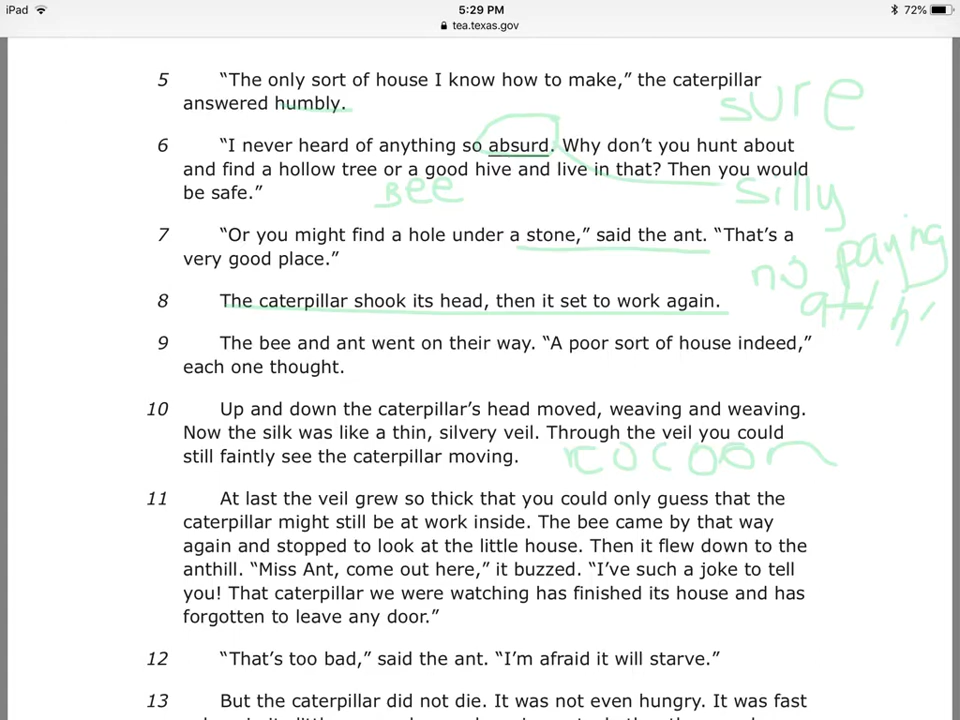 iPad 5:29 PM 72%
tea.texas.gov
5 “The only sort of house I know how to make,” the caterpillar
answered humbly.
sure
6 “I never heard of anything so absurd. Why don’t you hunt about
and find a hollow tree or a good hive and live in that? Then you would
be safe.”
Bee
silly
7 “Or you might find a hole under a stone,” said the ant. “That’s a
very good place.”
no paying
8 The caterpillar shook its head, then it set to work again.
9 The bee and ant went on their way. “A poor sort of house indeed,”
each one thought.
10 Up and down the caterpillar’s head moved, weaving and weaving.
Now the silk was like a thin, silvery veil. Through the veil you could
still faintly see the caterpillar moving.
cocoon
11 At last the veil grew so thick that you could only guess that the
caterpillar might still be at work inside. The bee came by that way
again and stopped to look at the little house. Then it flew down to the
anthill. “Miss Ant, come out here,” it buzzed. “I’ve such a joke to tell
you! That caterpillar we were watching has finished its house and has
forgotten to leave any door.”
12 “That’s too bad,” said the ant. “I’m afraid it will starve.”
13 But the caterpillar did not die. It was not even hungry. It was fast